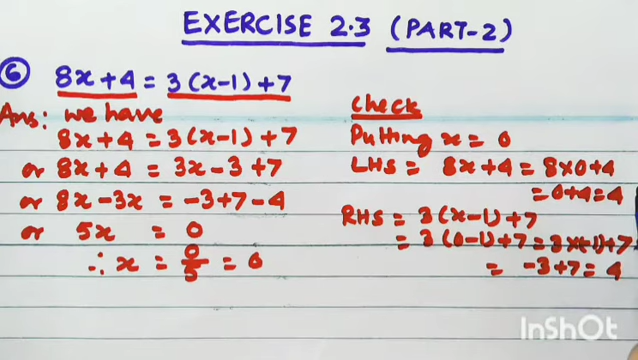 EXERCISE 2.3 (PART-2)
⑥ 8x+4 = 3(x-1)+7
Ans: we have
8x+4 = 3(x-1)+7
or 8x+4 = 3x-3+7
or 8x-3x = -3+7-4
or 5x = 0
∴ x = 0/5 = 0
Check
Putting x = 0
LHS = 8x+4 = 8×0+4
= 0+4=4
RHS = 3(x-1)+7
= 3(0-1)+7=3×(-1)+7
= -3+7=4
InShOt